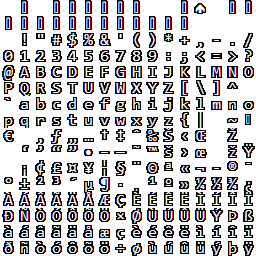 ! " # $ % & ' ( ) * + , - . /
0 1 2 3 4 5 6 7 8 9 : ; < = > ?
@ A B C D E F G H I J K L M N O
P Q R S T U V W X Y Z [ \ ] ^ _
` a b c d e f g h i j k l m n o
p q r s t u v w x y z { | } ~
€ ‚ ƒ „ … † ‡ ˆ ‰ Š ‹ Œ Ž
‘ ’ “ ” • – — ˜ ™ š › œ ž Ÿ
¡ ¢ £ ¤ ¥ ¦ § ¨ © ª « ¬ ® ¯
° ± ² ³ ´ µ ¶ · ¸ ¹ º » ¼ ½ ¾ ¿
À Á Â Ã Ä Å Æ Ç È É Ê Ë Ì Í Î Ï
Ð Ñ Ò Ó Ô Õ Ö × Ø Ù Ú Û Ü Ý Þ ß
à á â ã ä å æ ç è é ê ë ì í î ï
ð ñ ò ó ô õ ö ÷ ø ù ú û ü ý þ ÿ